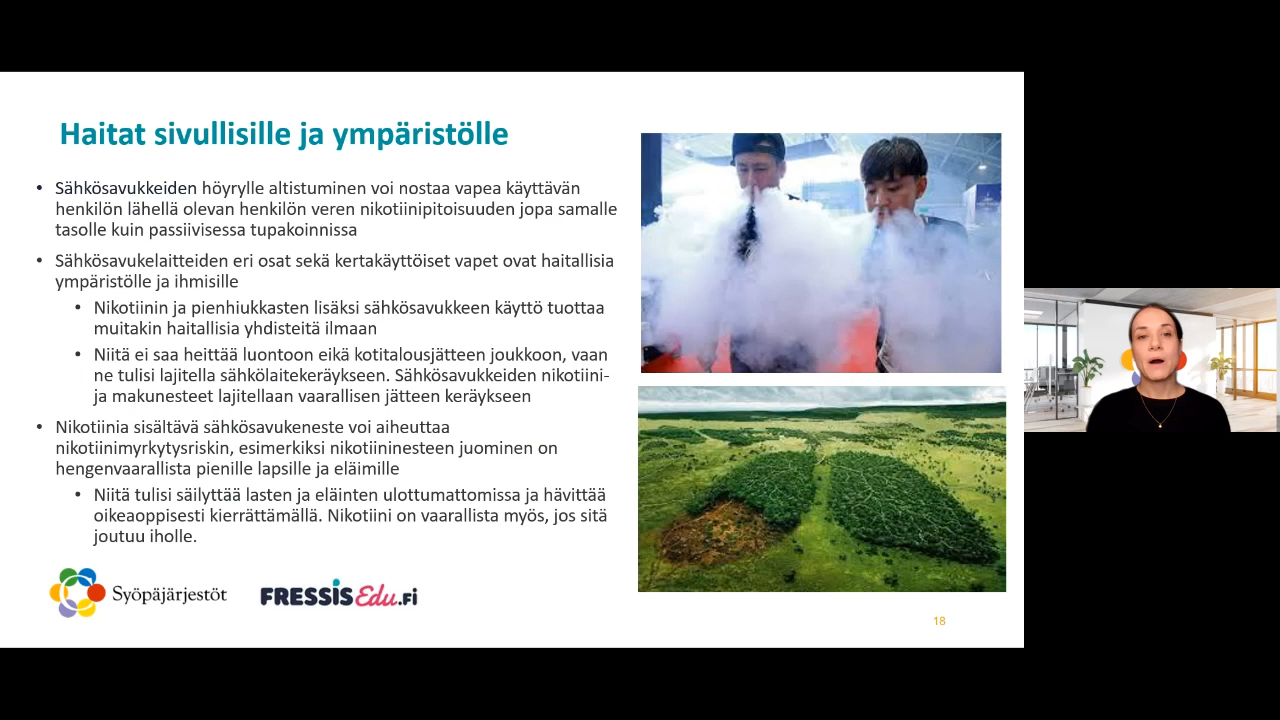 Haitat sivullisille ja ympäristölle
• Sähkösavukkeiden höyrylle altistuminen voi nostaa vapea käyttävän
henkilön lähellä olevan henkilön veren nikotiinipitoisuuden jopa samalle
tasolle kuin passiivisessa tupakoinnissa
• Sähkösavukelaitteiden eri osat sekä kertakäyttöiset vapet ovat haitallisia
ympäristölle ja ihmisille
• Nikotiinin ja pienhiukkasten lisäksi sähkösavukkeen käyttö tuottaa
muitakin haitallisia yhdisteitä ilmaan
• Niitä ei saa heittää luontoon eikä kotitalousjätteen joukkoon, vaan
ne tulisi lajitella sähkölaitekeräykseen. Sähkösavukkeiden nikotiini-
ja makunesteet lajitellaan vaarallisen jätteen keräykseen
• Nikotiinia sisältävä sähkösavukeneste voi aiheuttaa
nikotiinimyrkytysriskin, esimerkiksi nikotiininesteen juominen on
hengenvaarallista pienille lapsille ja eläimille
• Niitä tulisi säilyttää lasten ja eläinten ulottumattomissa ja hävittää
oikeaoppisesti kierrättämällä. Nikotiini on vaarallista myös, jos sitä
joutuu iholle.
Syöpäjärjestöt
FRESSIS Edu.fi
18